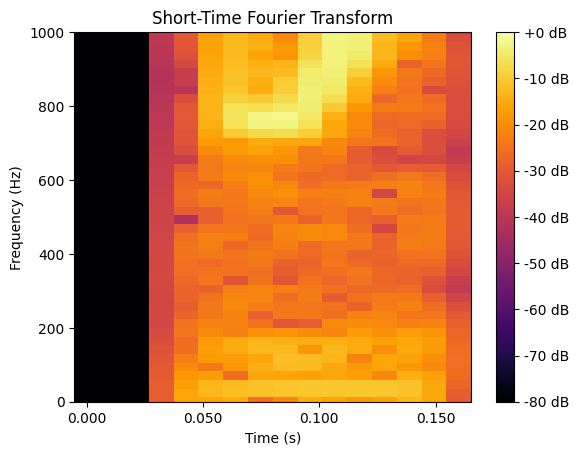 Short-Time Fourier Transform
Frequency (Hz)
1000
800
600
400
200
0
0.000
0.050
0.100
0.150
Time (s)
+0 dB
-10 dB
-20 dB
-30 dB
-40 dB
-50 dB
-60 dB
-70 dB
-80 dB